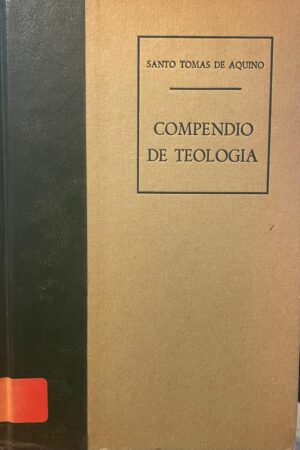 SANTO TOMAS DE AQUINO
COMPENDIO
DE TEOLOGIA